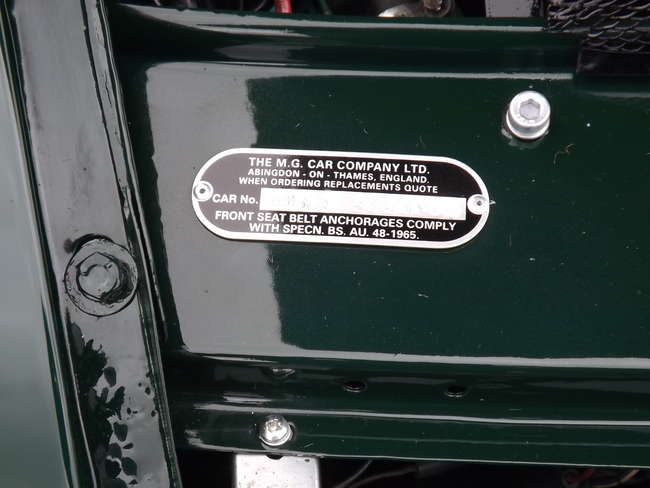 THE M.G. CAR COMPANY LTD.
ABINGDON - ON - THAMES, ENGLAND.
WHEN ORDERING REPLACEMENTS QUOTE
CAR No.
FRONT SEAT BELT ANCHORAGES COMPLY
WITH SPECN. BS. AU. 48-1965.